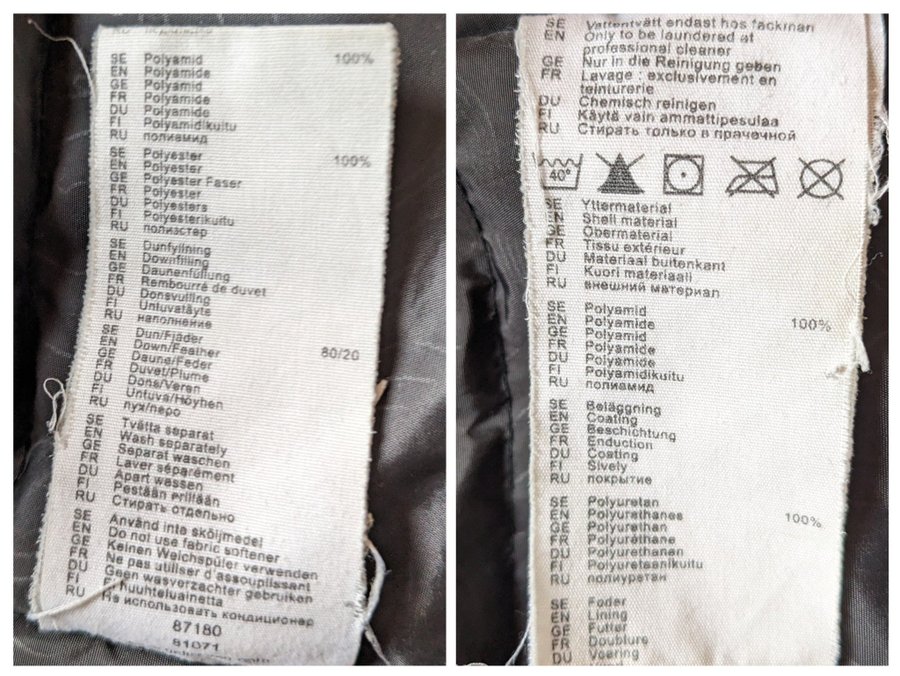 SE Polyamid 100%
EN Polyamide
GE Polyamid
FR Polyamide
DU Polyamide
FI Polyamidikuitu
RU полиамид
SE Polyester 100%
EN Polyester
GE Polyester Faser
FR Polyester
DU Polyesters
FI Polyesterikuitu
RU полиэстер
SE Dunfyllning
EN Downfilling
GE Daunenfüllung
FR Rembourré de duvet
DU Donsvulling
FI Untuvatäyte
RU наполнение
SE Dun/Fjäder
EN Down/Feather 80/20
GE Daune/Feder
FR Duvet/Plume
DU Dons/Veren
FI Untuva/Höyhen
RU пух/перо
SE Tvätta separat
EN Wash separately
GE Separat waschen
FR Laver séparément
DU Apart wassen
FI Pestään erillään
RU Стирать отдельно
SE Använd inte sköljmedel
EN Do not use fabric softener
GE Keinen Weichspüler verwenden
FR Ne pas utiliser d'assouplissant
DU Geen wasverzachter gebruiken
FI Ei huuhteluainetta
RU Не использовать кондиционер
87180
81071
SE Vattentvätt endast hos fackman
EN Only to be laundered at
professional cleaner
GE Nur in die Reinigung geben
FR Lavage : exclusivement en
teinturerie
DU Chemisch reinigen
FI Käytä vain ammattipesulaa
RU Стирать только в прачечной
40°
SE Yttermaterial
EN Shell material
GE Obermaterial
FR Tissu extérieur
DU Materiaal buitenkant
FI Kuori materiaali
RU внешний материал
SE Polyamid
EN Polyamide 100%
GE Polyamid
FR Polyamide
DU Polyamide
FI Polyamidikuitu
RU полиамид
SE Beläggning
EN Coating
GE Beschichtung
FR Enduction
DU Coating
FI Sively
RU покрытие
SE Polyuretan
EN Polyurethanes 100%
GE Polyurethan
FR Polyuréthane
DU Polyurethanen
FI Polyuretaanikuitu
RU полиуретан
SE Foder
EN Lining
GE Futter
FR Doublure
DU Voering